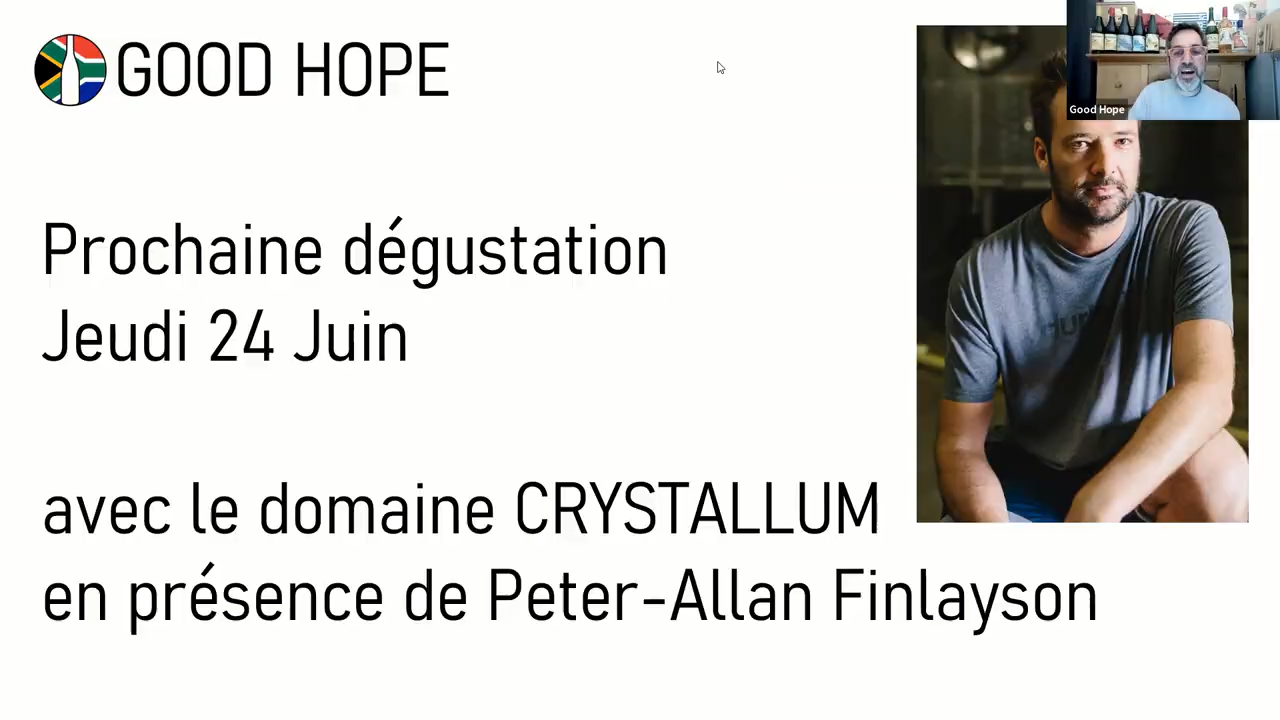 GOOD HOPE
Good Hope
Prochaine dégustation
Jeudi 24 Juin
avec le domaine CRYSTALLUM
en présence de Peter-Allan Finlayson